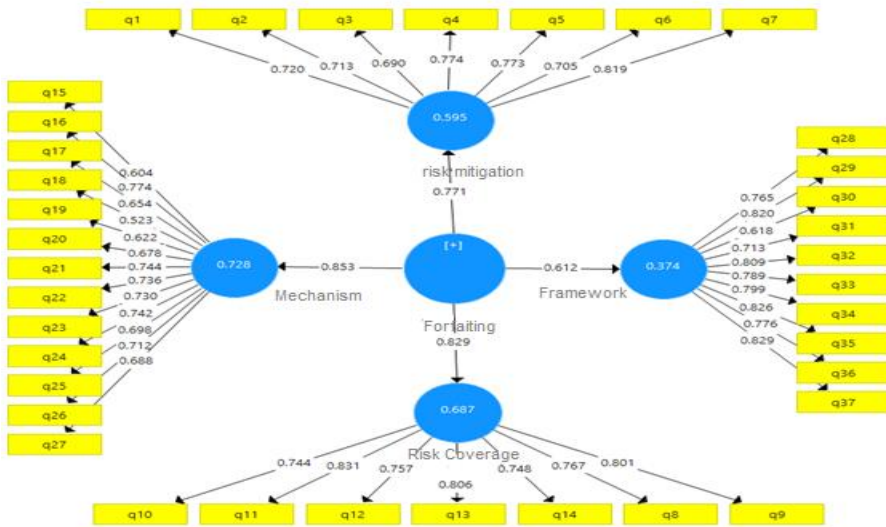 q1 q2 q3 q4 q5 q6 q7
0.720 0.713 0.690 0.774 0.773 0.705 0.819
0.595
risk mitigation
0.771
q15
q16
q17
q18
q19
q20
q21
q22
q23
q24
q25
q26
q27
0.604
0.774
0.654
0.523
0.622
0.678
0.744
0.736
0.730
0.742
0.698
0.712
0.688
0.728
Mechanism
0.853
[+]
Forfaiting
0.612
0.374
Framework
0.765
0.820
0.618
0.713
0.809
0.789
0.799
0.826
0.776
0.829
q28
q29
q30
q31
q32
q33
q34
q35
q36
q37
0.829
0.687
Risk Coverage
0.744 0.831 0.757 0.806 0.748 0.767 0.801
q10 q11 q12 q13 q14 q8 q9